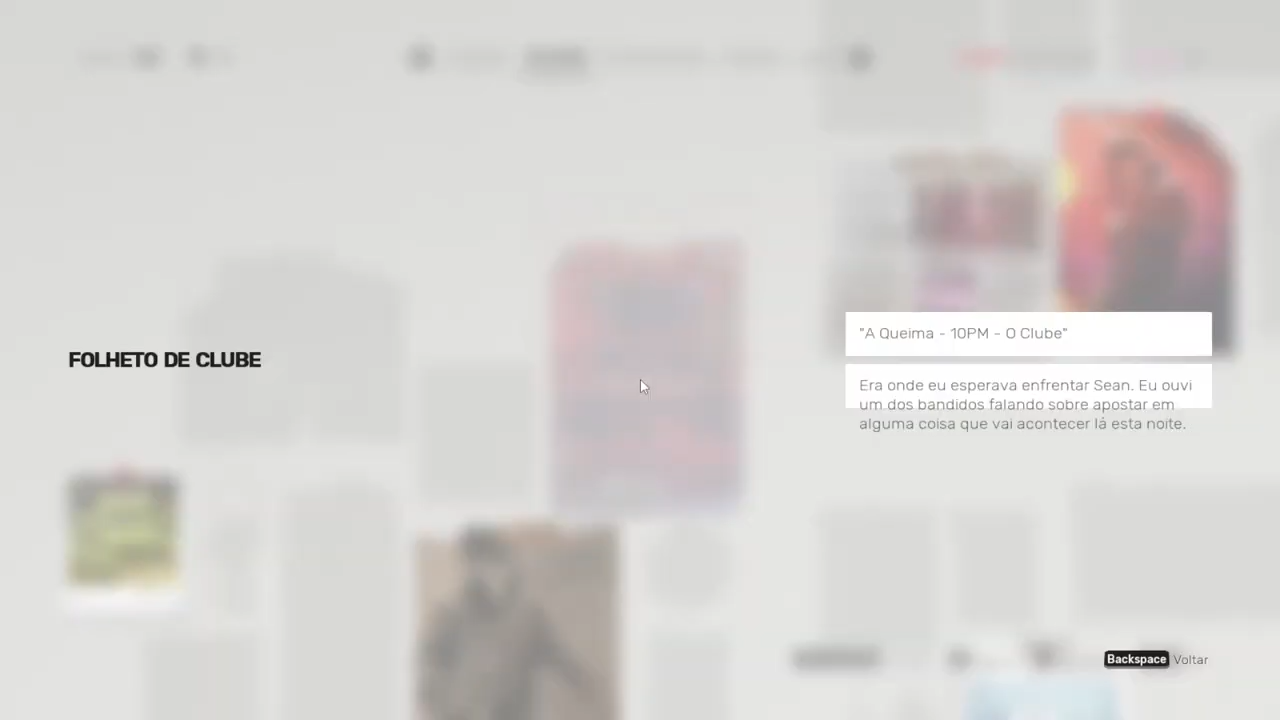 "A Queima - 10PM - O Clube"
FOLHETO DE CLUBE
Era onde eu esperava enfrentar Sean. Eu ouvi
um dos bandidos falando sobre apostar em
alguma coisa que vai acontecer lá esta noite.
Backspace Voltar